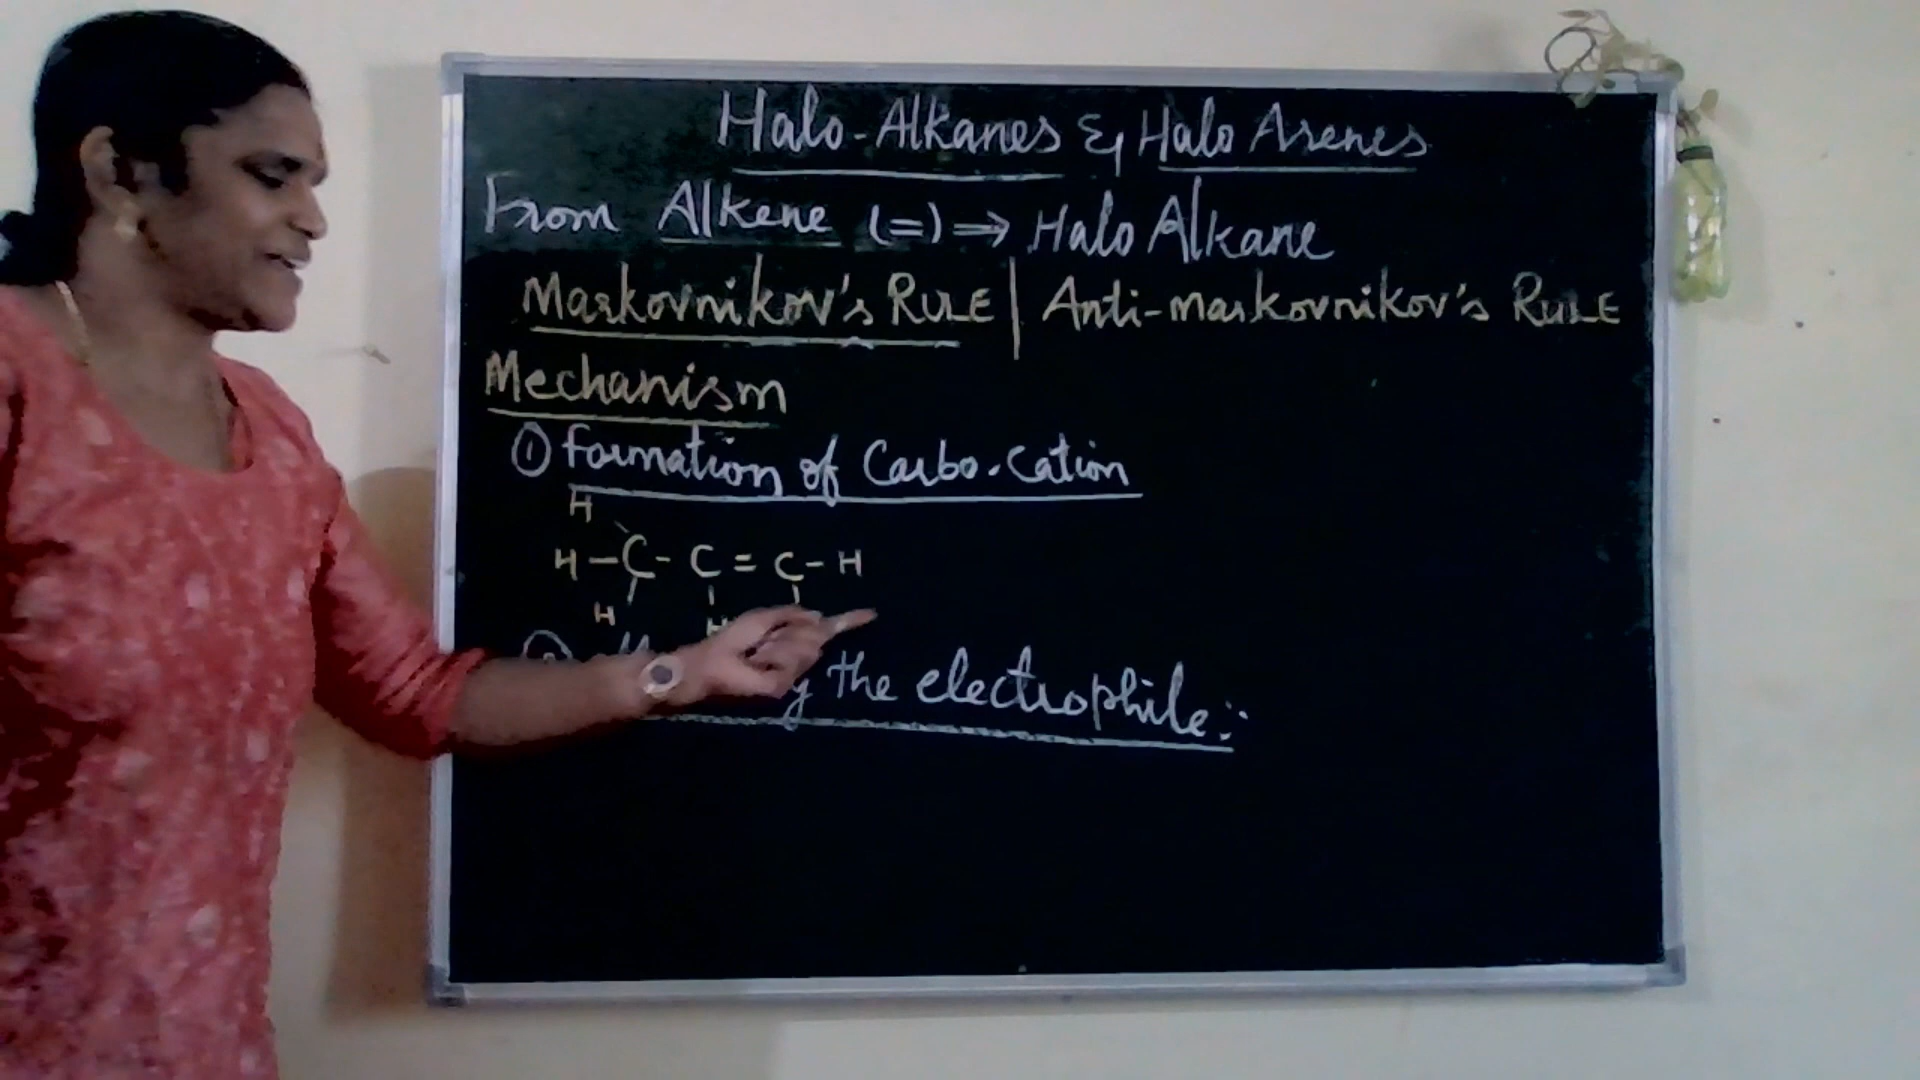 Halo-Alkanes & Halo Arenes
From Alkene (=) ⇒ Halo Alkane
Markovnikov's RULE | Anti-markovnikov's RULE
Mechanism
① Formation of Carbo-Cation
H
H - C - C = C - H
H H
the electrophile:-